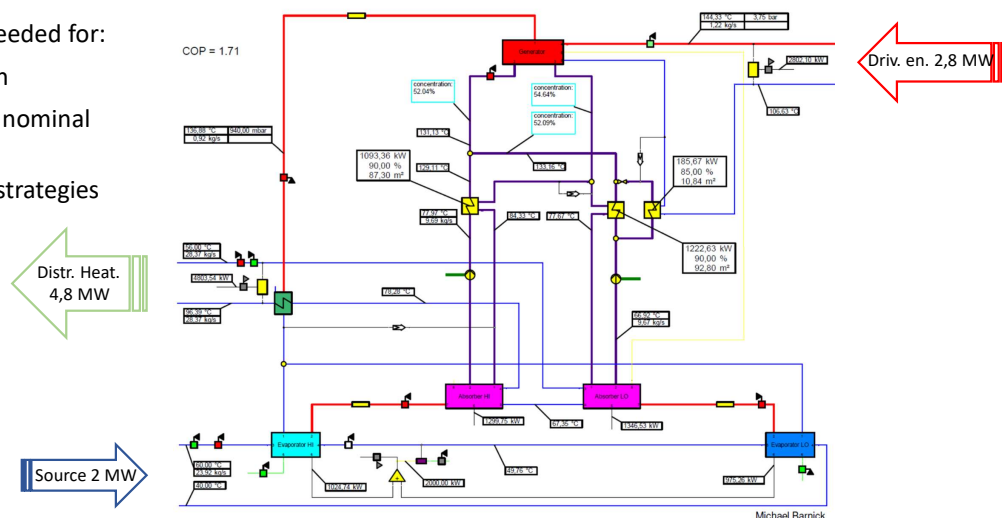 eeded for:
nominal
strategies
COP = 1.71
Generator
144,33 °C 3,75 bar
1,22 kg/s
Driv. en. 2,8 MW
2802,10 kW
106,63 °C
concentration:
52.04%
concentration:
54.64%
concentration:
52.09%
136,88 °C 940,00 mbar
0,92 kg/s
131,13 °C
129,11 °C
133,16 °C
1093,36 kW
90,00 %
87,30 m²
185,67 kW
85,00 %
10,84 m²
77,97 °C
9,69 kg/s
84,33 °C
77,67 °C
1222,63 kW
90,00 %
92,80 m²
56,00 °C
28,37 kg/s
Distr. Heat.
4,8 MW
4803,54 kW
78,28 °C
96,39 °C
28,37 kg/s
66,92 °C
9,67 kg/s
Absorber HI
Absorber LO
1299,75 kW
67,35 °C
1346,53 kW
Evaporator HI
Evaporator LO
Source 2 MW
60,00 °C
23,92 kg/s
40,00 °C
49,76 °C
1024,74 kW
2000,00 kW
975,26 kW
Michael Barnick